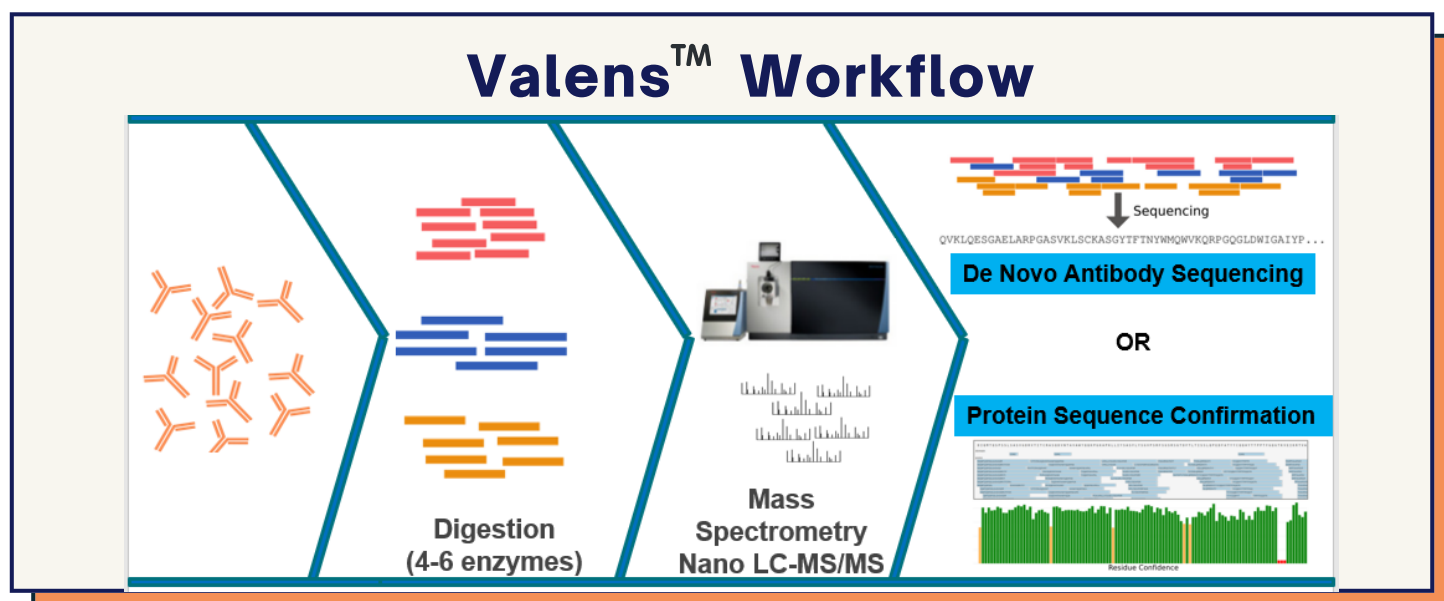 Valens™ Workflow
Digestion
(4-6 enzymes)
Mass
Spectrometry
Nano LC-MS/MS
Sequencing
QVKLQESGAELARPGASVKLSCKASGYTFTNYWMQWVKQRPGQGLDWIGAIYP...
De Novo Antibody Sequencing
OR
Protein Sequence Confirmation
Residue Confidence